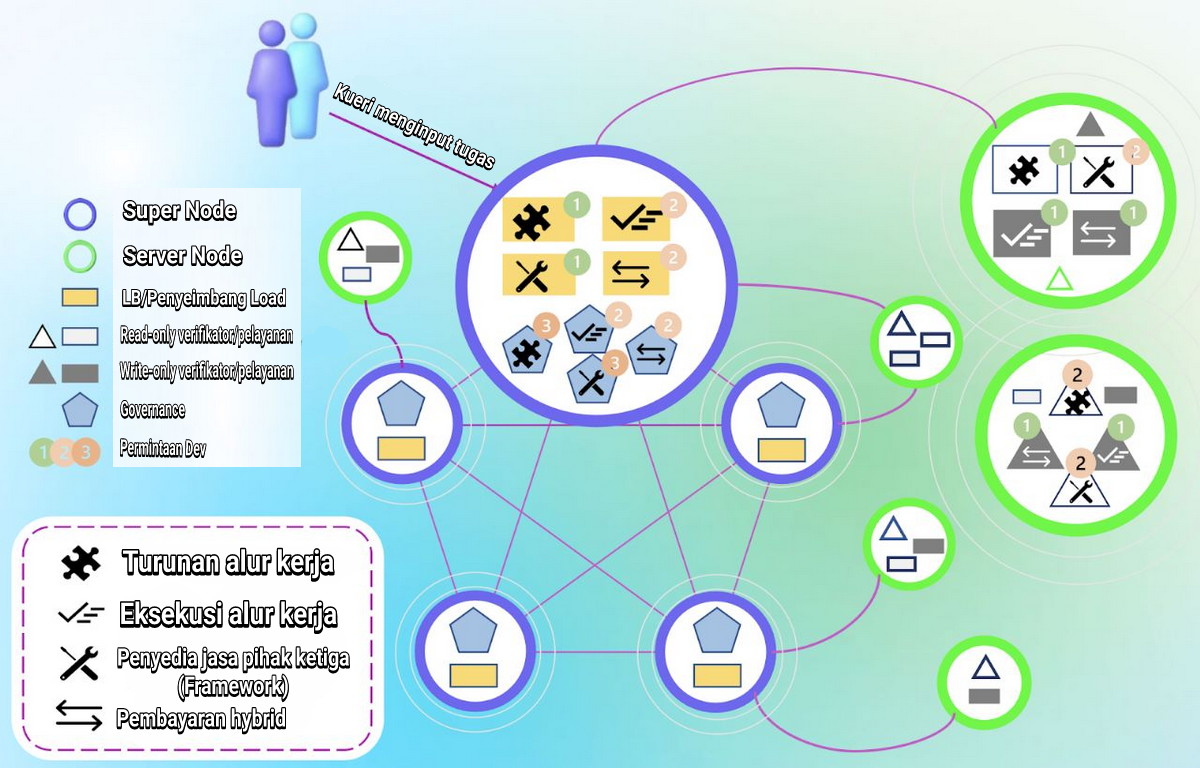 Kueri menginput tugas
1
2
1
2
3
2
2
3
1
2
1
1
2
1
1
2
Super Node
Server Node
LB/Penyeimbang Load
Read-only verifikator/pelayanan
Write-only verifikator/pelayanan
Governance
1 2 3
Permintaan Dev
Turunan alur kerja
Eksekusi alur kerja
Penyedia jasa pihak ketiga
(Framework)
Pembayaran hybrid